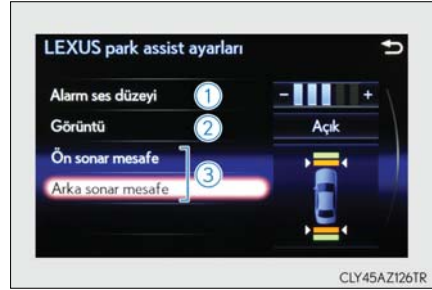 LEXUS park assist ayarları
Alarm ses düzeyi 1 - +
Görüntü 2 Açık
Ön sonar mesafe
3
Arka sonar mesafe
CLY45AZ126TR